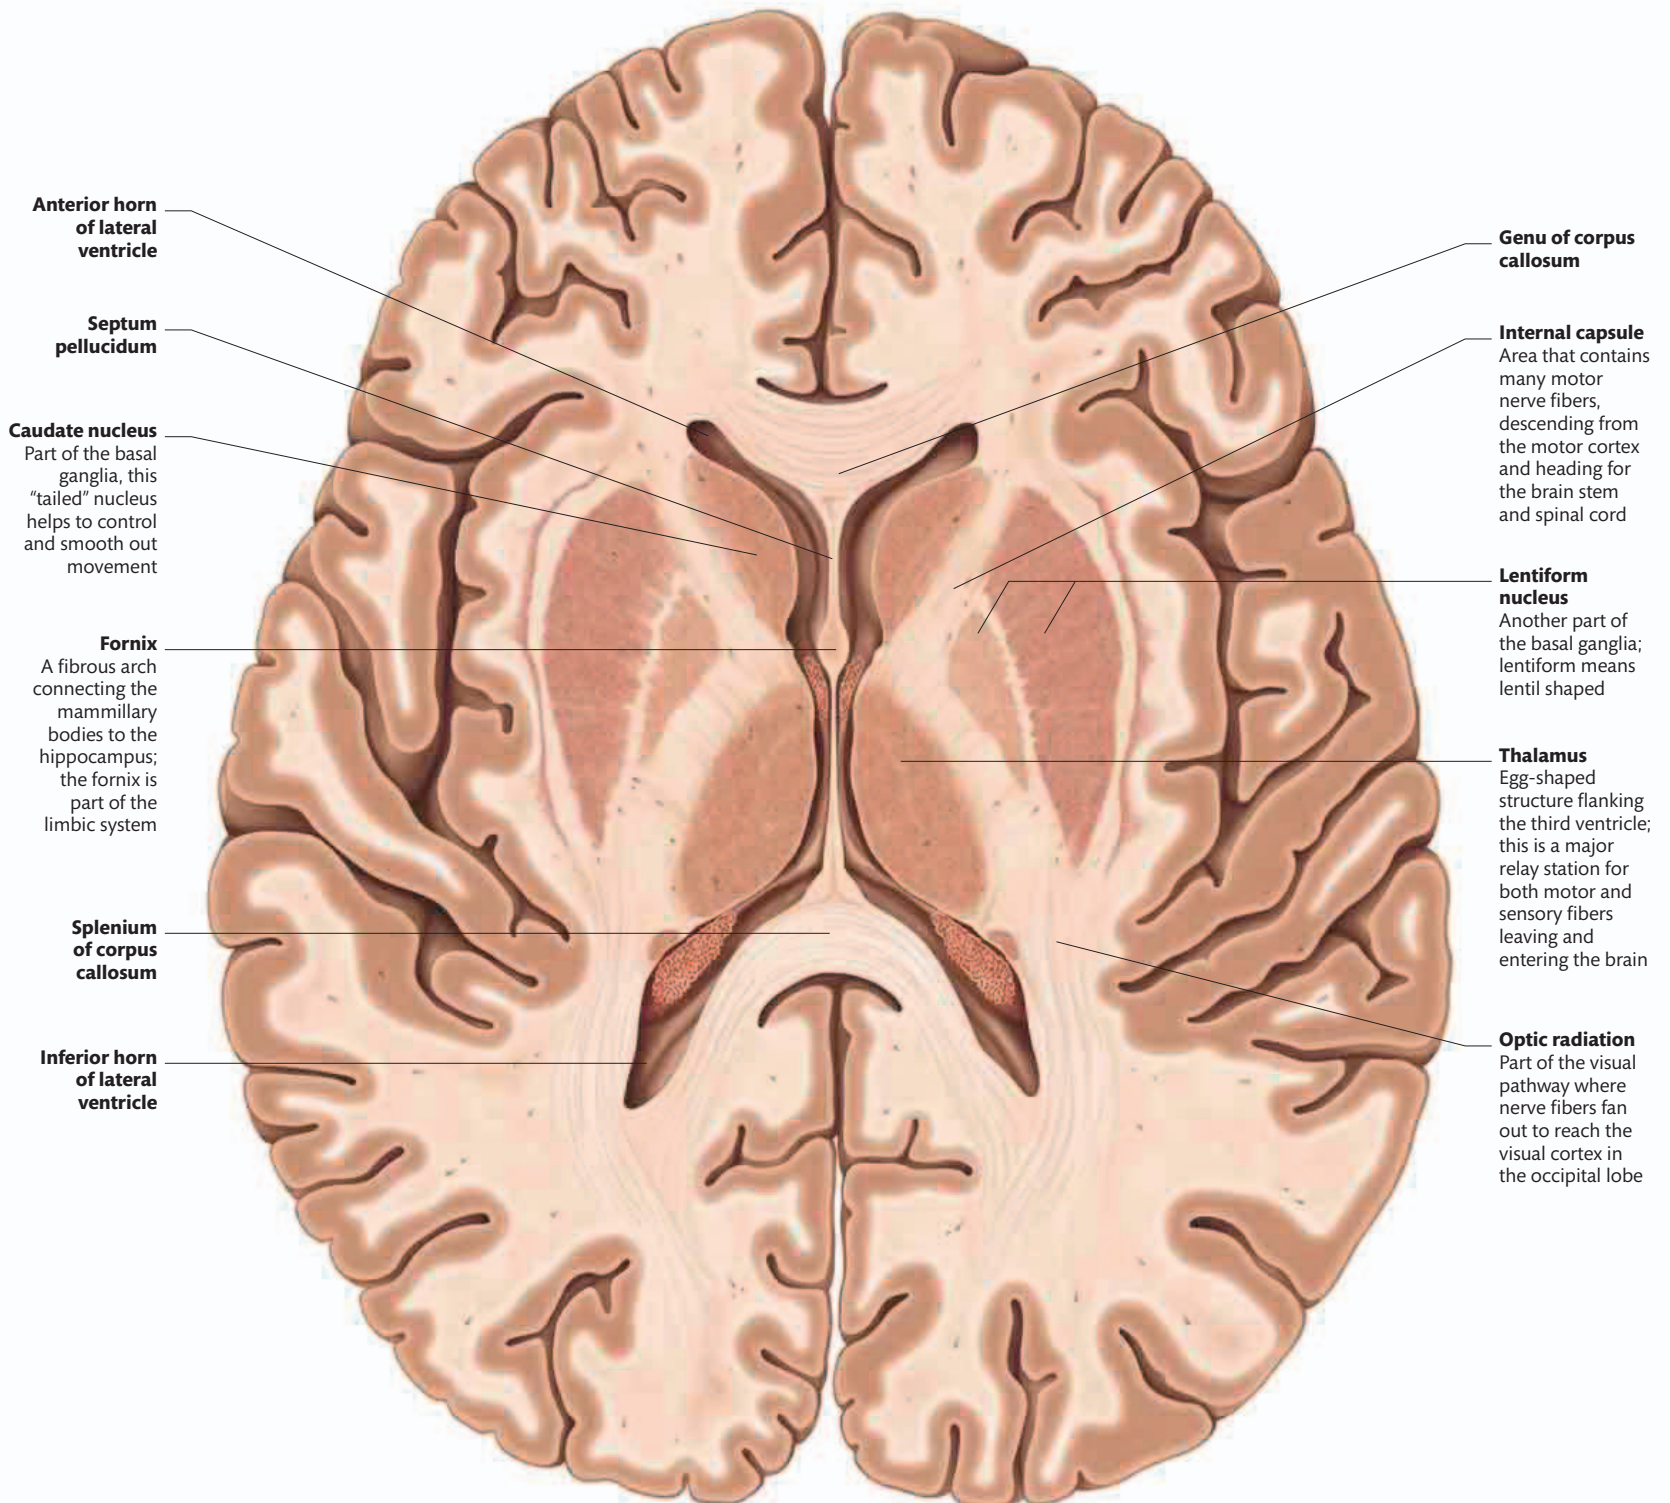 Anterior horn
of lateral
ventricle
Septum
pellucidum
Caudate nucleus
Part of the basal
ganglia, this
“tailed” nucleus
helps to control
and smooth out
movement
Fornix
A fibrous arch
connecting the
mammillary
bodies to the
hippocampus;
the fornix is
part of the
limbic system
Splenium
of corpus
callosum
Inferior horn
of lateral
ventricle
Genu of corpus
callosum
Internal capsule
Area that contains
many motor
nerve fibers,
descending from
the motor cortex
and heading for
the brain stem
and spinal cord
Lentiform
nucleus
Another part of
the basal ganglia;
lentiform means
lentil shaped
Thalamus
Egg-shaped
structure flanking
the third ventricle;
this is a major
relay station for
both motor and
sensory fibers
leaving and
entering the brain
Optic radiation
Part of the visual
pathway where
nerve fibers fan
out to reach the
visual cortex in
the occipital lobe